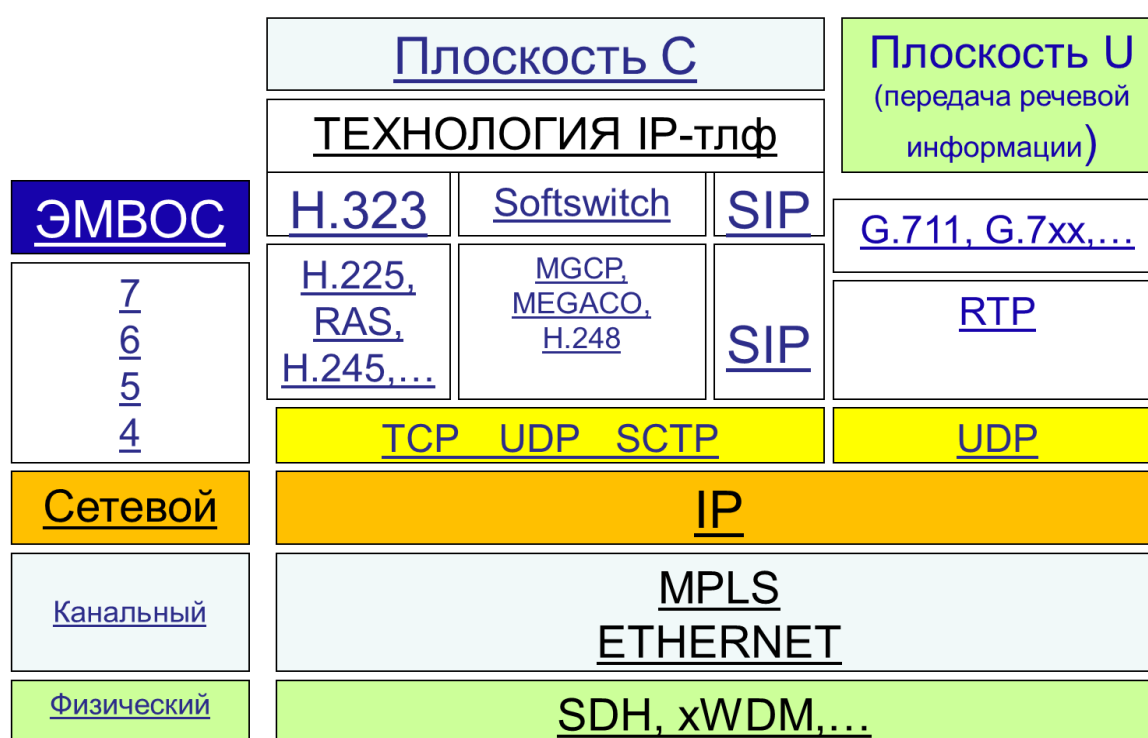 Плоскость С
Плоскость U
(передача речевой
информации)
ТЕХНОЛОГИЯ IP-тлф
ЭМВОС
H.323
Softswitch
SIP
G.711, G.7xx,…
7
6
5
4
H.225,
RAS,
H.245,…
MGCP,
MEGACO,
H.248
SIP
RTP
TCP UDP SCTP
UDP
Сетевой
IP
Канальный
MPLS
ETHERNET
Физический
SDH, xWDM,…